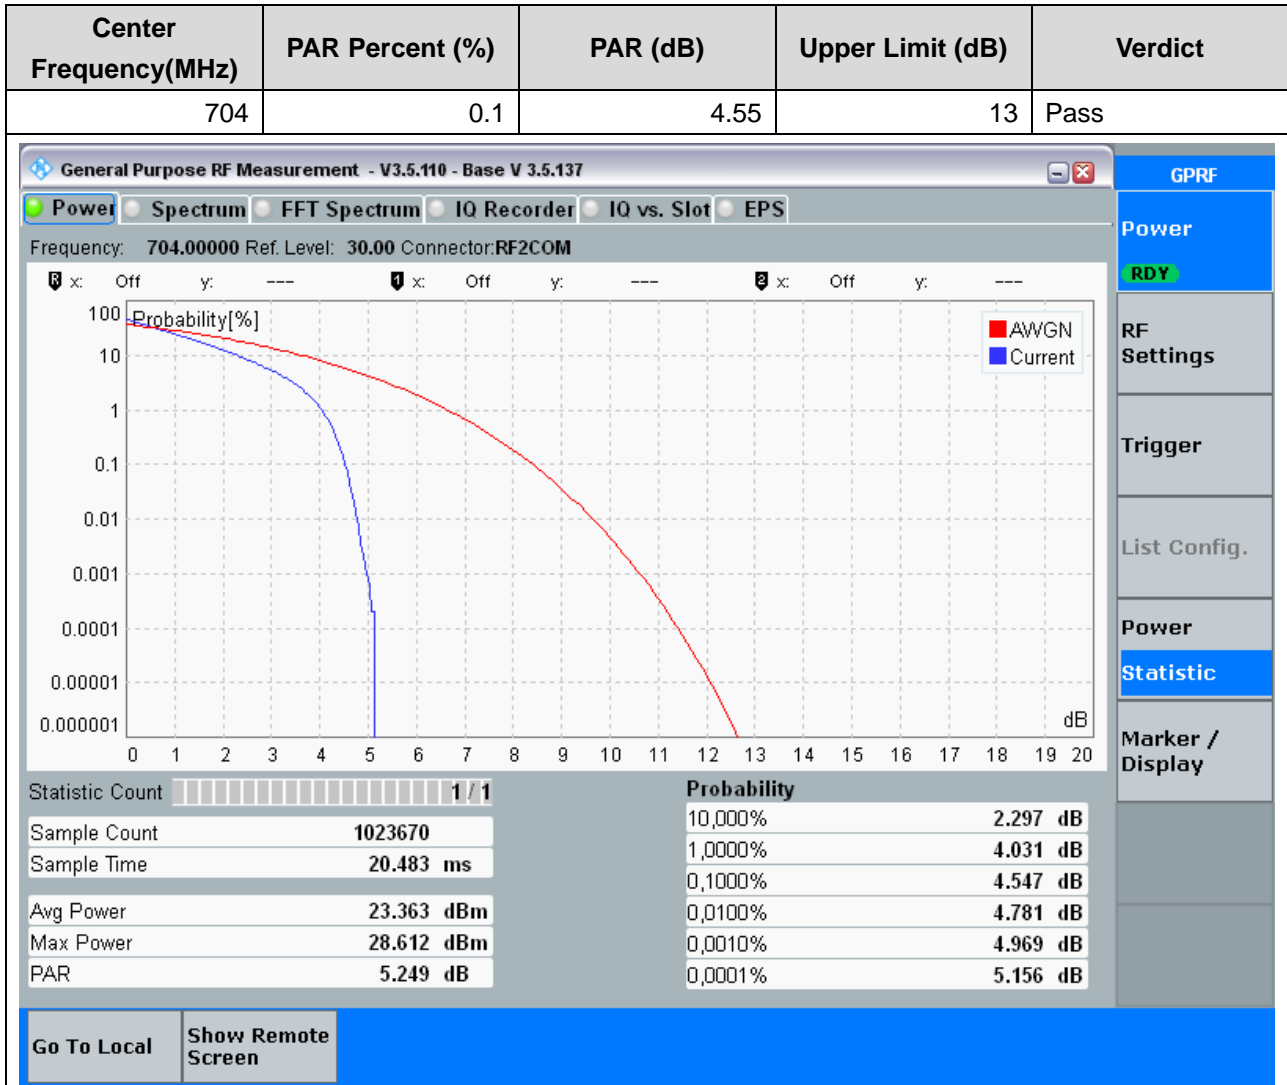 Center Frequency(MHz) PAR Percent (%) PAR (dB) Upper Limit (dB) Verdict
704 0.1 4.55 13 Pass
General Purpose RF Measurement - V3.5.110 - Base V 3.5.137
GPRF
Power Spectrum FFT Spectrum IQ Recorder IQ vs. Slot EPS
Frequency: 704.00000 Ref. Level: 30.00 Connector:RF2COM
R x: Off y: --- 1 x: Off y: --- 2 x: Off y: ---
Probability[%]
100
10
1
0.1
0.01
0.001
0.0001
0.00001
0.000001
AWGN
Current
dB
0 1 2 3 4 5 6 7 8 9 10 11 12 13 14 15 16 17 18 19 20
Statistic Count 1 / 1
Sample Count 1023670
Sample Time 20.483 ms
Avg Power 23.363 dBm
Max Power 28.612 dBm
PAR 5.249 dB
Probability
10,000% 2.297 dB
1,0000% 4.031 dB
0,1000% 4.547 dB
0,0100% 4.781 dB
0,0010% 4.969 dB
0,0001% 5.156 dB
Power
RDY
RF
Settings
Trigger
List Config.
Power
Statistic
Marker /
Display
Go To Local
Show Remote
Screen